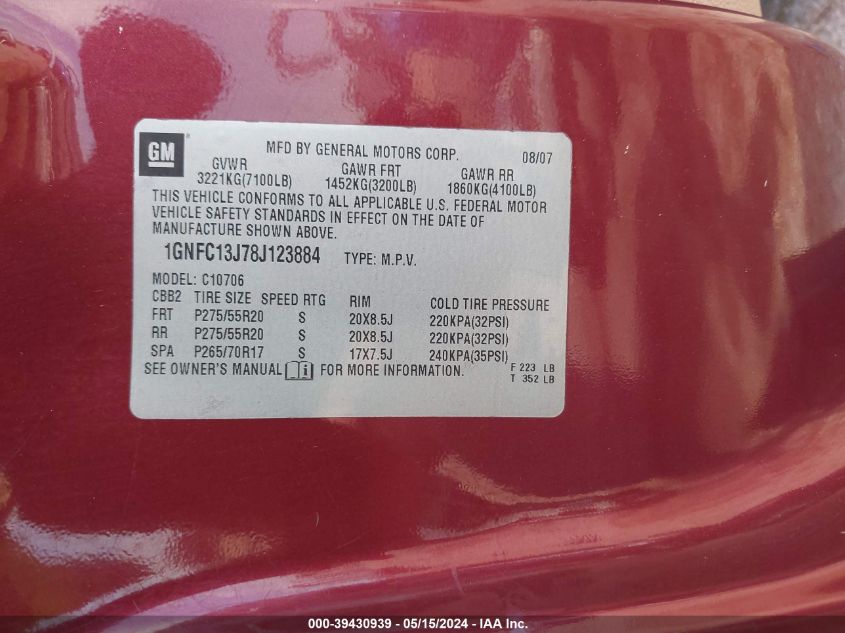 GM ®
MFD BY GENERAL MOTORS CORP. 08/07
GVWR GAWR FRT GAWR RR
3221KG(7100LB) 1452KG(3200LB) 1860KG(4100LB)
THIS VEHICLE CONFORMS TO ALL APPLICABLE U.S. FEDERAL MOTOR
VEHICLE SAFETY STANDARDS IN EFFECT ON THE DATE OF
MANUFACTURE SHOWN ABOVE.
1GNFC13J78J123884 TYPE: M.P.V.
MODEL: C10706
CBB2 TIRE SIZE SPEED RTG RIM COLD TIRE PRESSURE
FRT P275/55R20 S 20X8.5J 220KPA(32PSI)
RR P275/55R20 S 20X8.5J 220KPA(32PSI)
SPA P265/70R17 S 17X7.5J 240KPA(35PSI)
SEE OWNER'S MANUAL FOR MORE INFORMATION. F 223 LB
T 352 LB
000-39430939 - 05/15/2024 - IAA Inc.